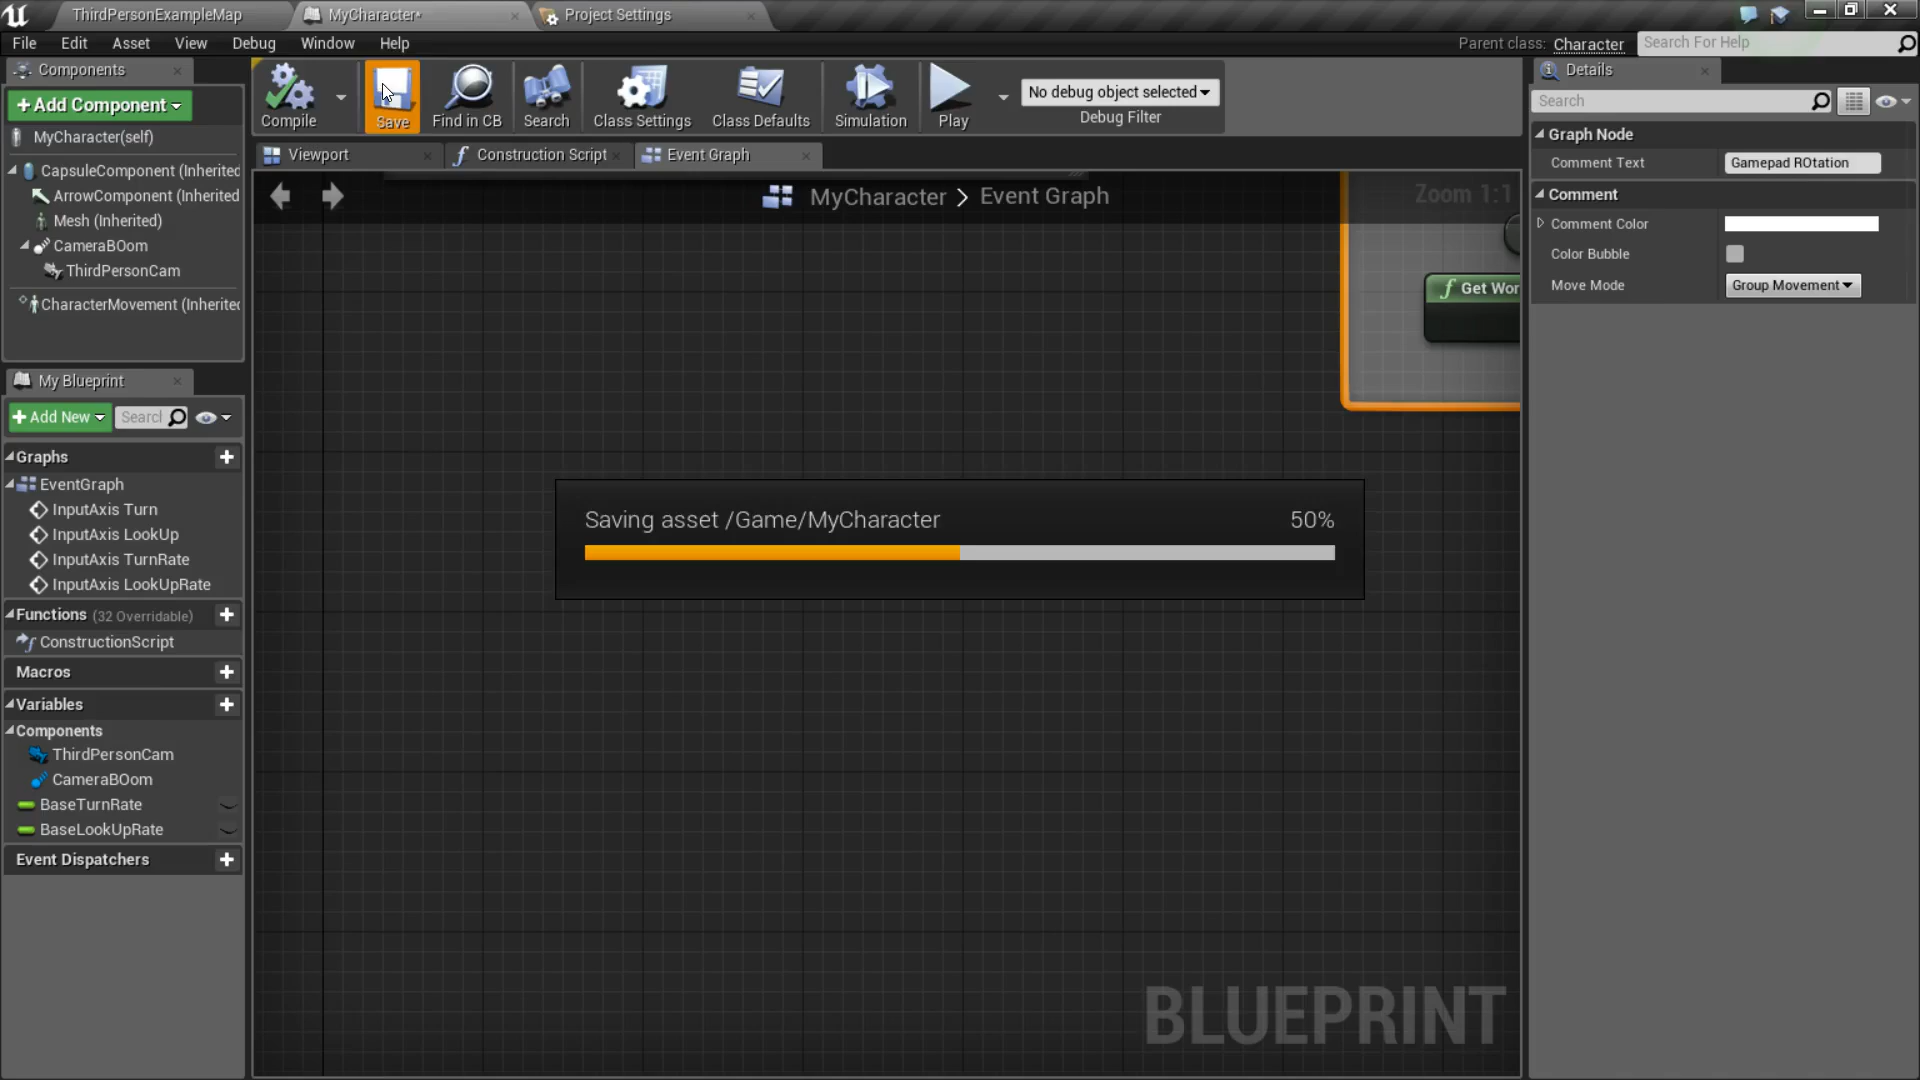 ThirdPersonExampleMap
MyCharacter*
Project Settings
File Edit Asset View Debug Window Help
Parent class: Character
Search For Help
Components
+Add Component
MyCharacter(self)
CapsuleComponent (Inherited
ArrowComponent (Inherited
Mesh (Inherited)
CameraBOom
ThirdPersonCam
CharacterMovement (Inherited
My Blueprint
+Add New
Search
Graphs
EventGraph
InputAxis Turn
InputAxis LookUp
InputAxis TurnRate
InputAxis LookUpRate
Functions (32 Overridable)
ConstructionScript
Macros
Variables
Components
ThirdPersonCam
CameraBOom
BaseTurnRate
BaseLookUpRate
Event Dispatchers
Compile
Save
Find in CB
Search
Class Settings
Class Defaults
Simulation
Play
No debug object selected
Debug Filter
Viewport
Construction Script
Event Graph
MyCharacter > Event Graph
Zoom 1:1
f Get Wor
Saving asset /Game/MyCharacter 50%
BLUEPRINT
Details
Search
Graph Node
Comment Text Gamepad ROtation
Comment
Comment Color
Color Bubble
Move Mode Group Movement